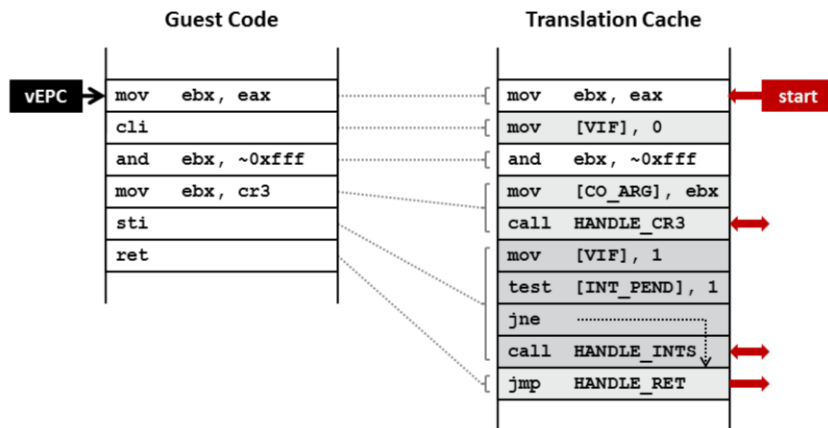 Guest Code
Translation Cache
vEPC
mov ebx, eax
cli
and ebx, ~0xfff
mov ebx, cr3
sti
ret
mov ebx, eax
start
mov [VIF], 0
and ebx, ~0xfff
mov [CO_ARG], ebx
call HANDLE_CR3
mov [VIF], 1
test [INT_PEND], 1
jne
call HANDLE_INTS
jmp HANDLE_RET